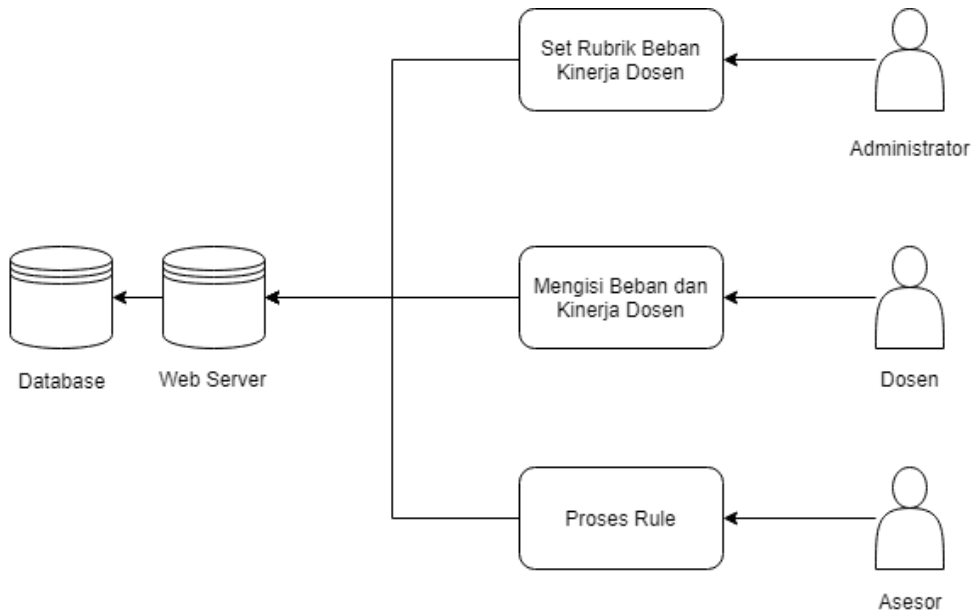 Set Rubrik Beban
Kinerja Dosen
Administrator
Mengisi Beban dan
Kinerja Dosen
Database
Web Server
Dosen
Proses Rule
Asesor